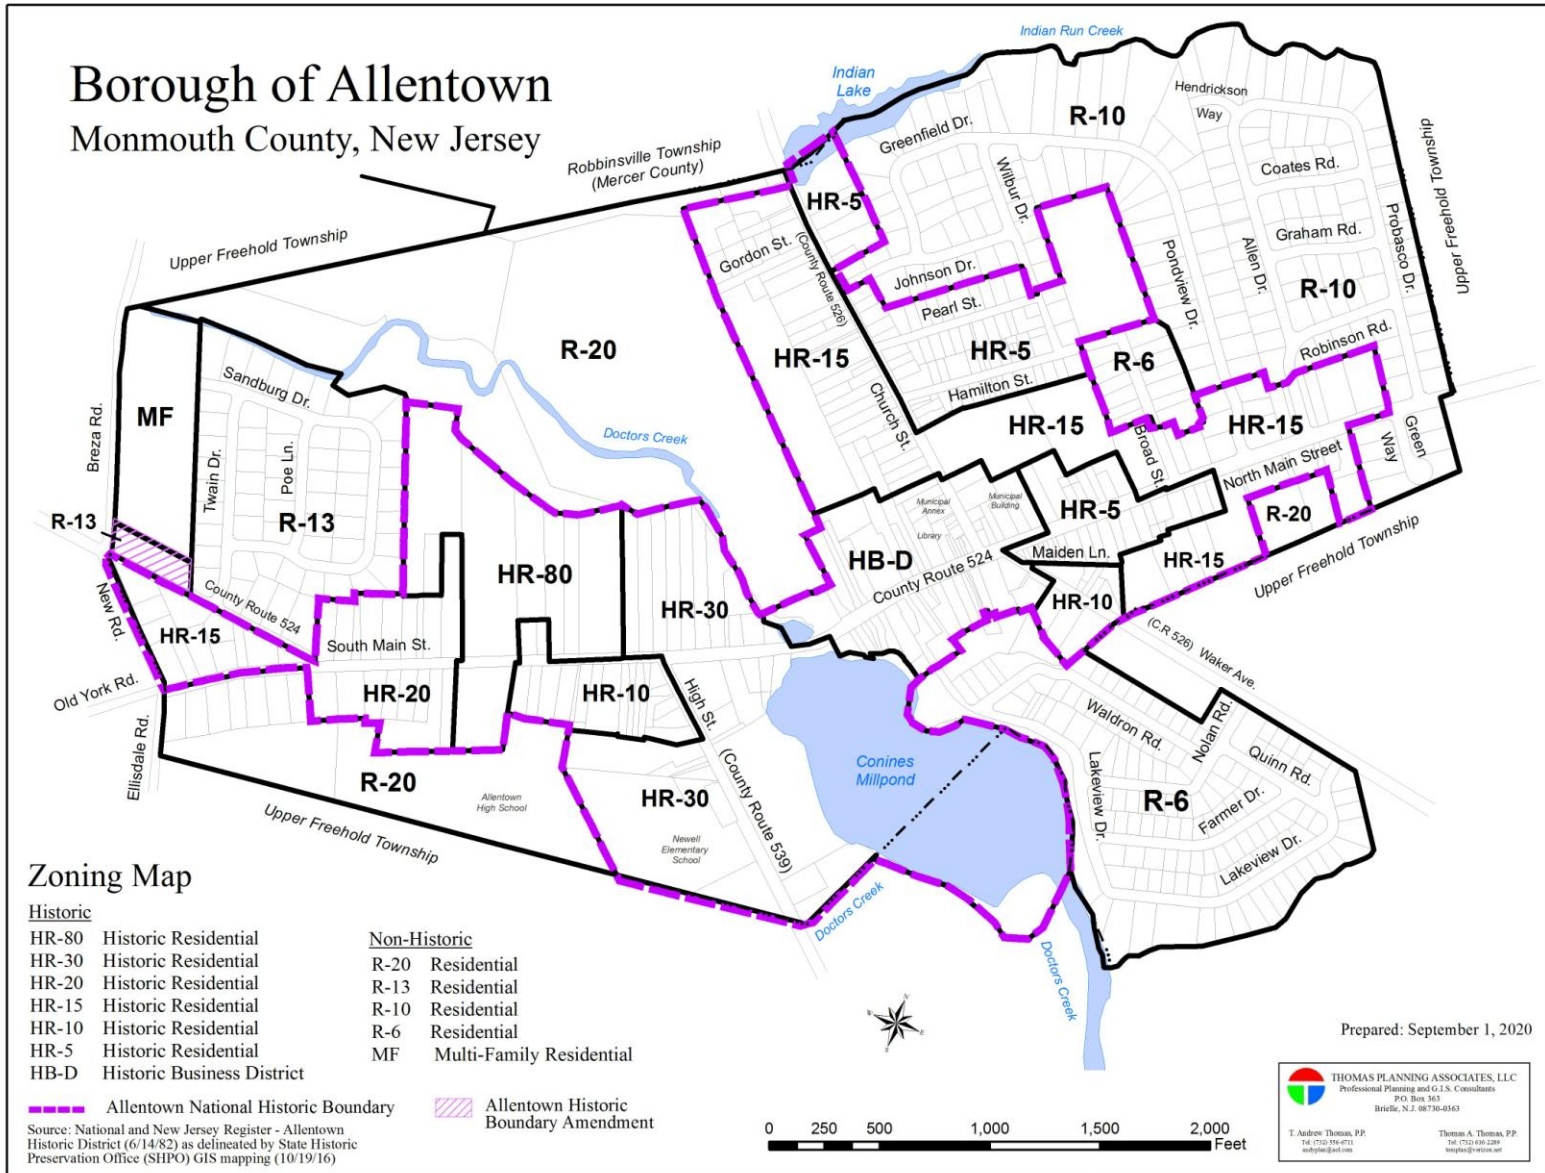 Borough of Allentown
Monmouth County, New Jersey
Indian Run Creek
Indian
Lake
Hendrickson
Way
R-10
Greenfield Dr.
Robbinsville Township
(Mercer County)
Upper Freehold Township
Wilbur Dr.
Coates Rd.
Probasco Dr.
Upper Freehold Township
HR-5
Gordon St.
(County Route 526)
Graham Rd.
Allen Dr.
Pondview Dr.
Johnson Dr.
R-10
Pearl St.
Robinson Rd.
R-20
HR-15
HR-5
R-6
Hamilton St.
Sandburg Dr.
MF
Breza Rd.
Church St.
HR-15
HR-15
Broad St.
Green
Way
North Main Street
Doctors Creek
Poe Ln.
Twain Dr.
R-13
R-13
Municipal
Annex
Municipal
Building
Library
HR-5
R-20
HB-D
County Route 524
Maiden Ln.
HR-15
Upper Freehold Township
HR-80
HR-30
HR-10
New Rd.
County Route 524
HR-15
South Main St.
(C.R 526) Waker Ave.
Old York Rd.
HR-20
HR-10
High St.
(County Route 539)
Ellisdale Rd.
Waldron Rd.
Nolan Rd.
Quinn Rd.
Conines
Millpond
Lakeview Dr.
R-20
Allentown
High School
HR-30
R-6
Farmer Dr.
Upper Freehold Township
Newell
Elementary
School
Lakeview Dr.
Doctors Creek
Doctors Creek
Zoning Map
Historic
HR-80 Historic Residential
HR-30 Historic Residential
HR-20 Historic Residential
HR-15 Historic Residential
HR-10 Historic Residential
HR-5 Historic Residential
HB-D Historic Business District
Non-Historic
R-20 Residential
R-13 Residential
R-10 Residential
R-6 Residential
MF Multi-Family Residential
Allentown National Historic Boundary
Allentown Historic
Boundary Amendment
Source: National and New Jersey Register - Allentown
Historic District (6/14/82) as delineated by State Historic
Preservation Office (SHPO) GIS mapping (10/19/16)
N
E
S
W
0 250 500 1,000 1,500 2,000
Feet
Prepared: September 1, 2020
THOMAS PLANNING ASSOCIATES, LLC
Professional Planning and G.I.S. Consultants
P.O. Box 363
Brielle, N.J. 08730-0363
T. Andrew Thomas, P.P.
Tel: (732) 556-6711
andyplan@aol.com
Thomas A. Thomas, P.P.
Tel: (732) 616-2289
tomplan@verizon.net